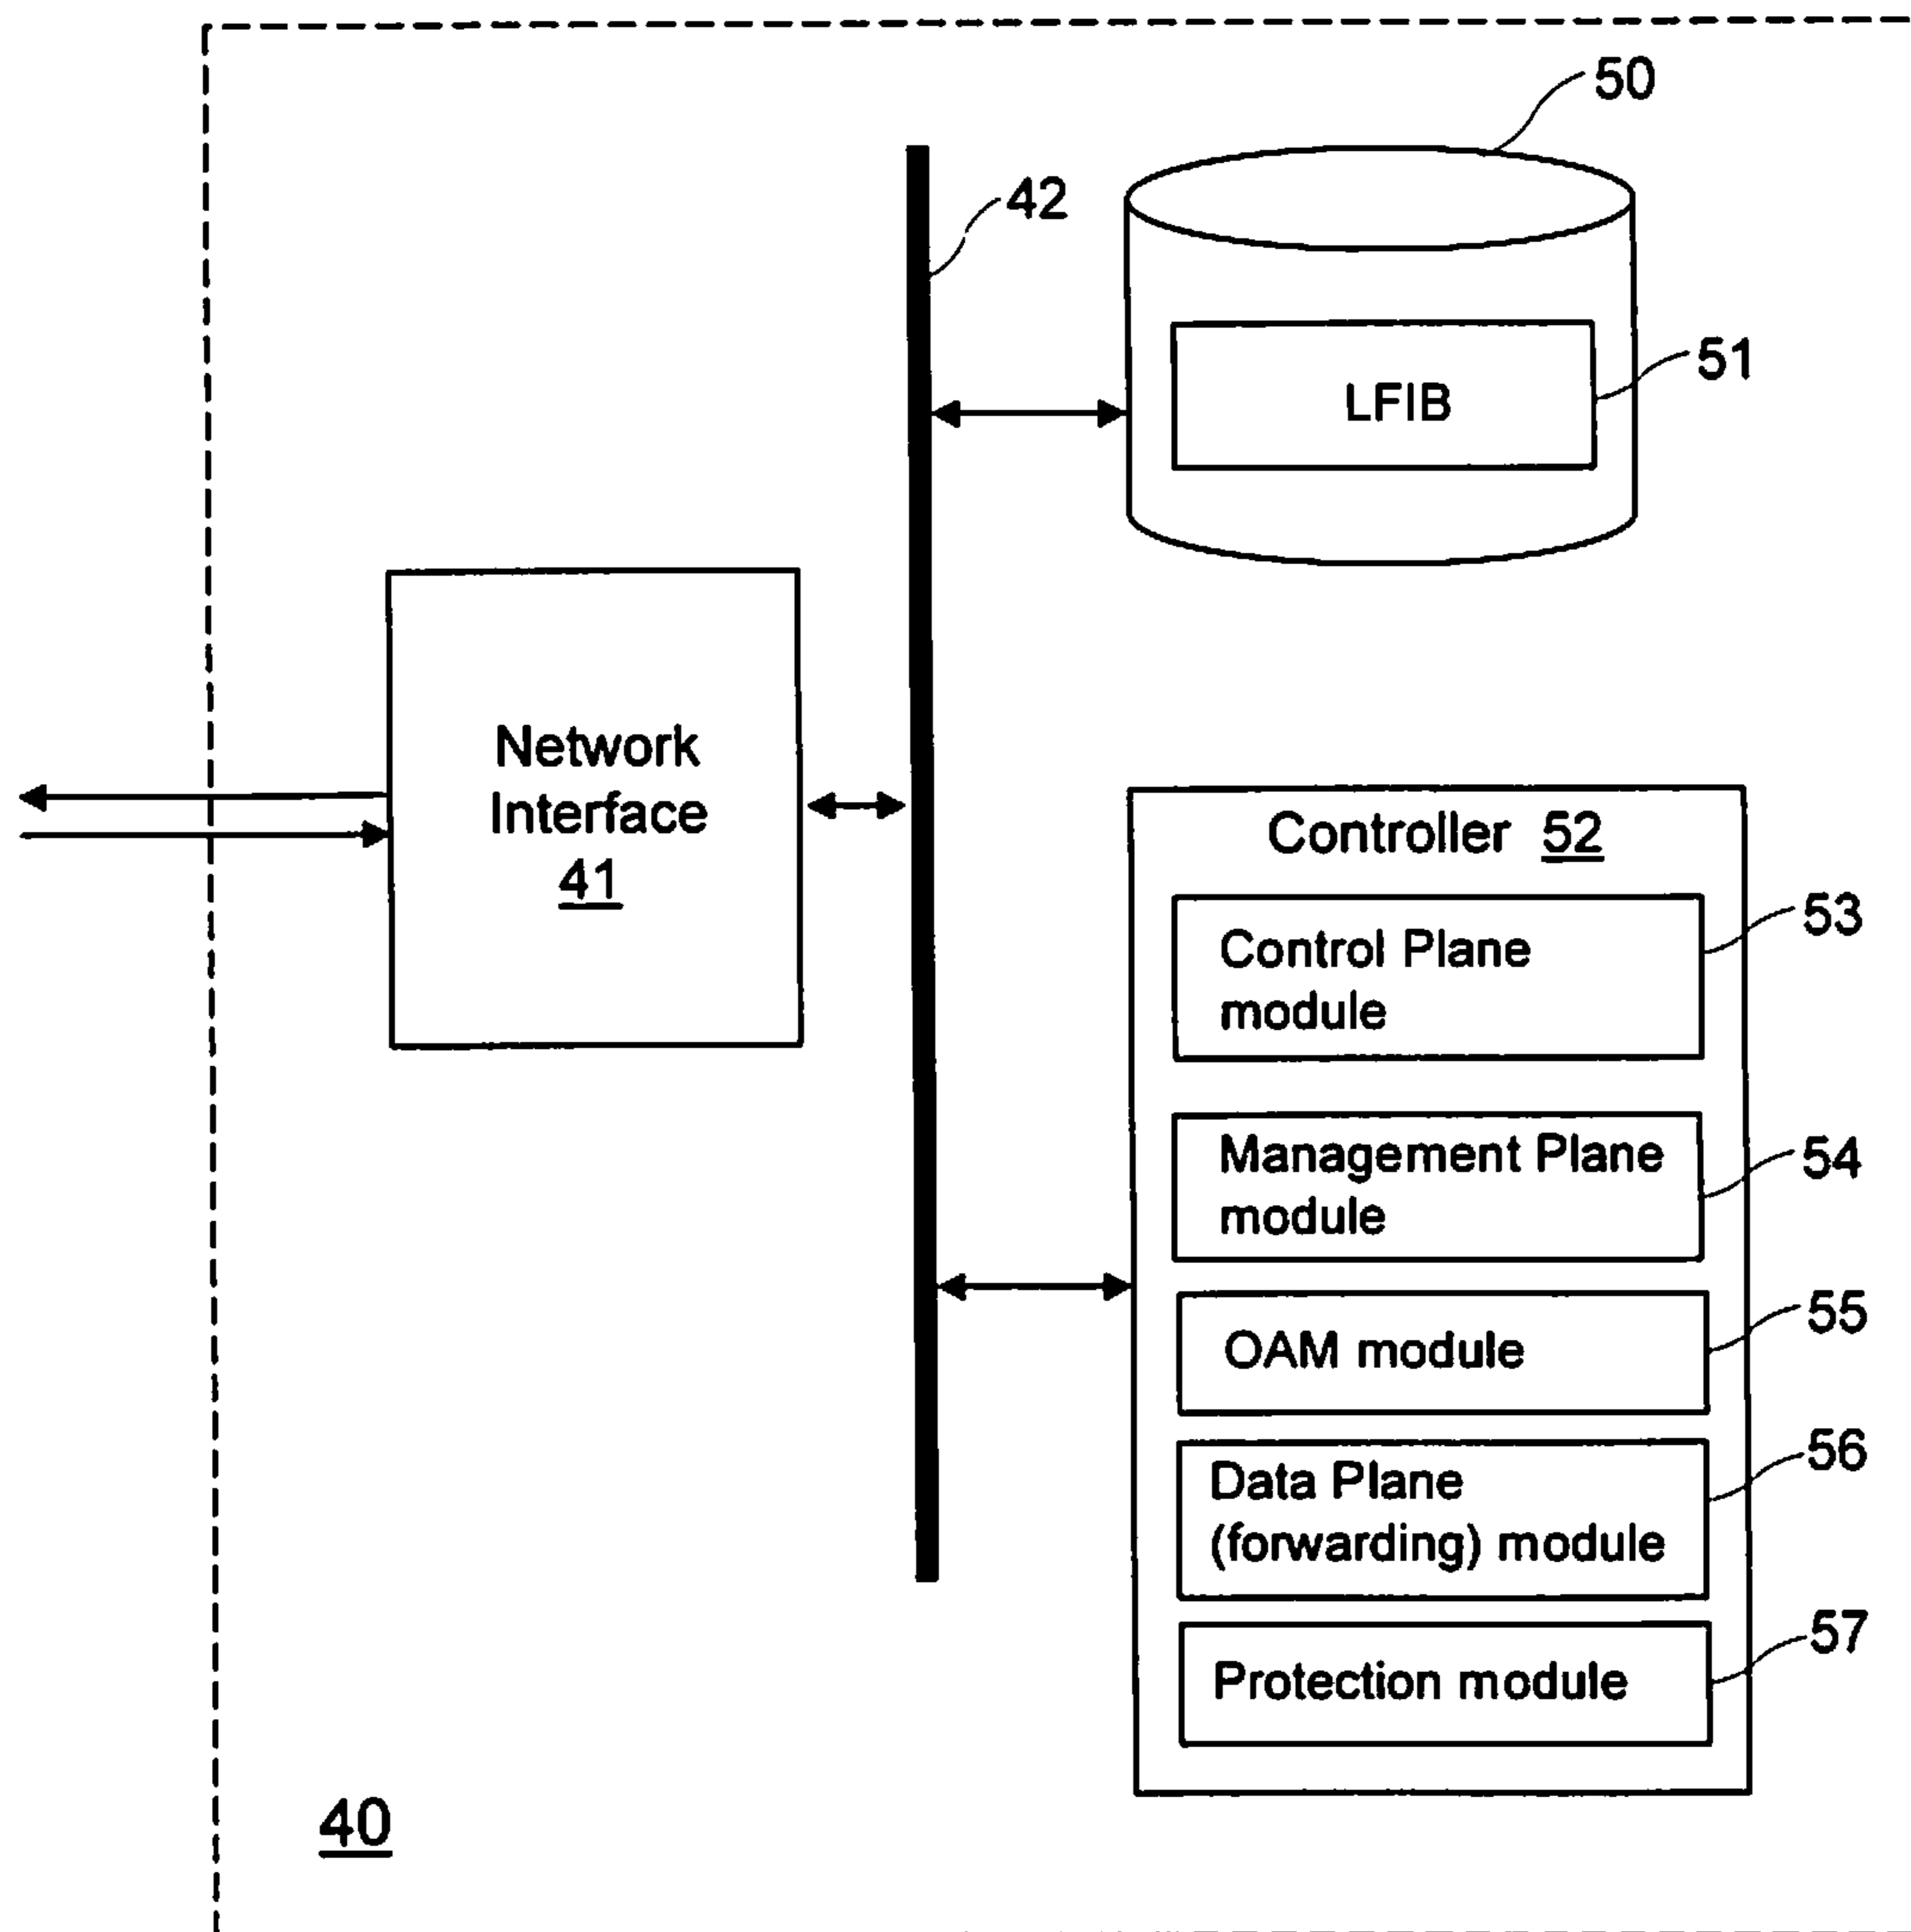 50
42
LFIB
51
Network
Interface
41
Controller 52
Control Plane
module
53
Management Plane
module
54
OAM module
55
Data Plane
(forwarding) module
56
Protection module
57
40